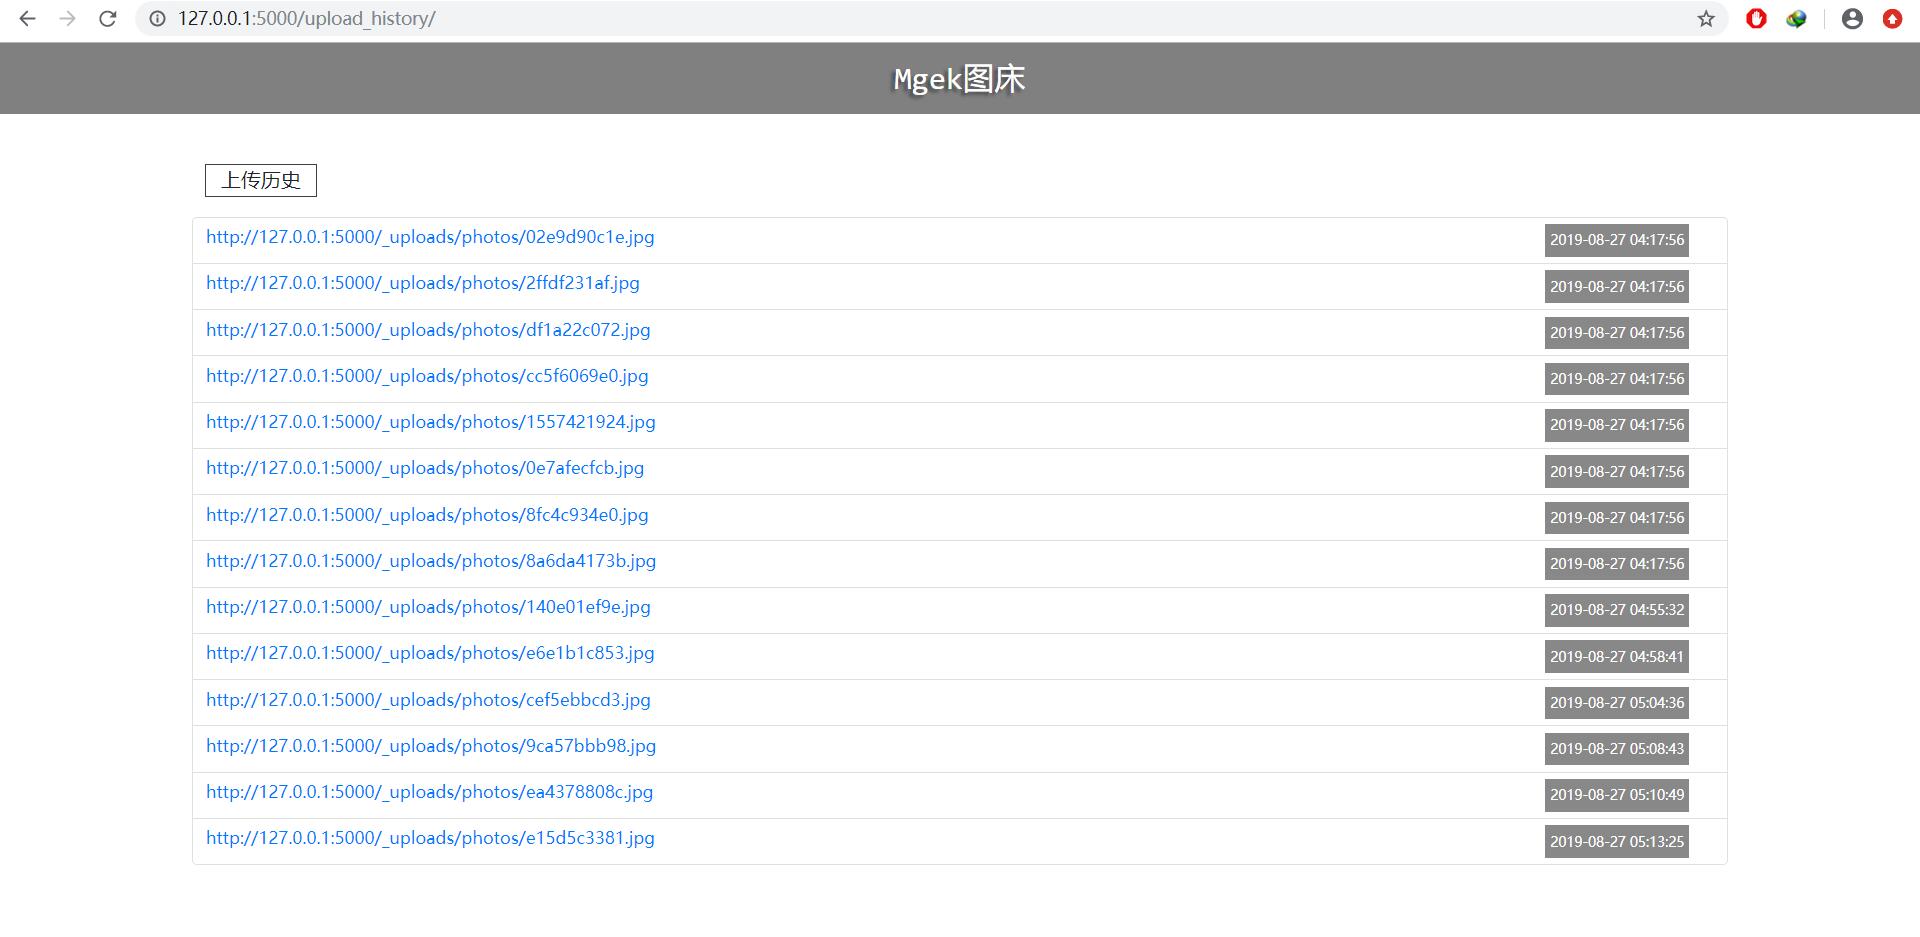 127.0.0.1:5000/upload_history/
Mgek图床
上传历史
http://127.0.0.1:5000/_uploads/photos/02e9d90c1e.jpg 2019-08-27 04:17:56
http://127.0.0.1:5000/_uploads/photos/2ffdf231af.jpg 2019-08-27 04:17:56
http://127.0.0.1:5000/_uploads/photos/df1a22c072.jpg 2019-08-27 04:17:56
http://127.0.0.1:5000/_uploads/photos/cc5f6069e0.jpg 2019-08-27 04:17:56
http://127.0.0.1:5000/_uploads/photos/1557421924.jpg 2019-08-27 04:17:56
http://127.0.0.1:5000/_uploads/photos/0e7afecfcb.jpg 2019-08-27 04:17:56
http://127.0.0.1:5000/_uploads/photos/8fc4c934e0.jpg 2019-08-27 04:17:56
http://127.0.0.1:5000/_uploads/photos/8a6da4173b.jpg 2019-08-27 04:17:56
http://127.0.0.1:5000/_uploads/photos/140e01ef9e.jpg 2019-08-27 04:55:32
http://127.0.0.1:5000/_uploads/photos/e6e1b1c853.jpg 2019-08-27 04:58:41
http://127.0.0.1:5000/_uploads/photos/cef5ebbcd3.jpg 2019-08-27 05:04:36
http://127.0.0.1:5000/_uploads/photos/9ca57bbb98.jpg 2019-08-27 05:08:43
http://127.0.0.1:5000/_uploads/photos/ea4378808c.jpg 2019-08-27 05:10:49
http://127.0.0.1:5000/_uploads/photos/e15d5c3381.jpg 2019-08-27 05:13:25